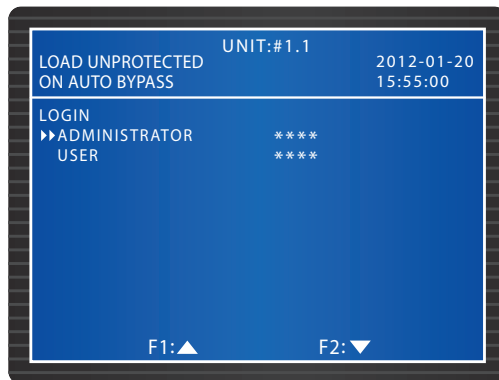 UNIT:#1.1
LOAD UNPROTECTED 2012-01-20
ON AUTO BYPASS 15:55:00
LOGIN
ADMINISTRATOR ****
USER ****
F1: F2: